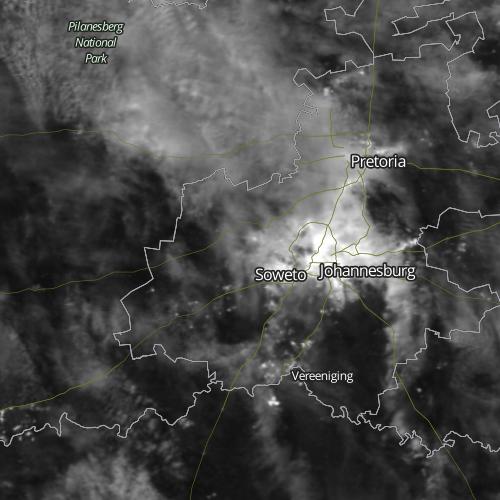 Pilanesberg
National
Park
Pretoria
Soweto
Johannesburg
Vereeniging